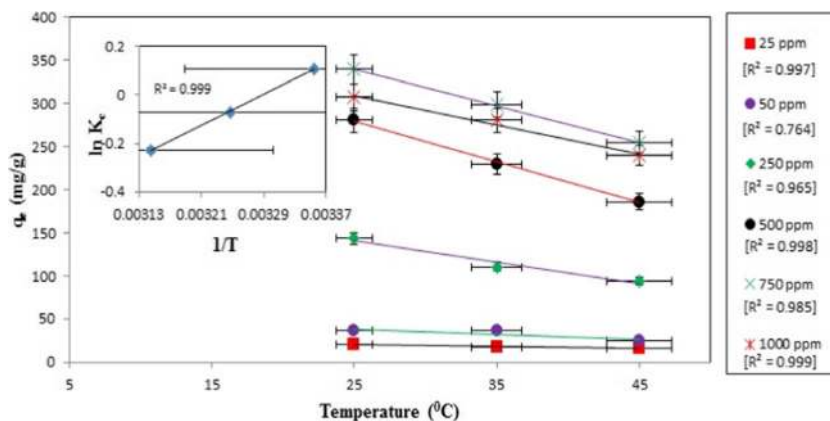 400
350
300
250
200
150
100
50
0
qₑ (mg/g)
5
15
25
35
45
Temperature (⁰C)
0.2
0
-0.2
-0.4
ln Kc
R² = 0.999
0.00313
0.00321
0.00329
0.00337
1/T
25 ppm
[R² = 0.997]
50 ppm
[R² = 0.764]
250 ppm
[R² = 0.965]
500 ppm
[R² = 0.998]
750 ppm
[R² = 0.985]
1000 ppm
[R² = 0.999]